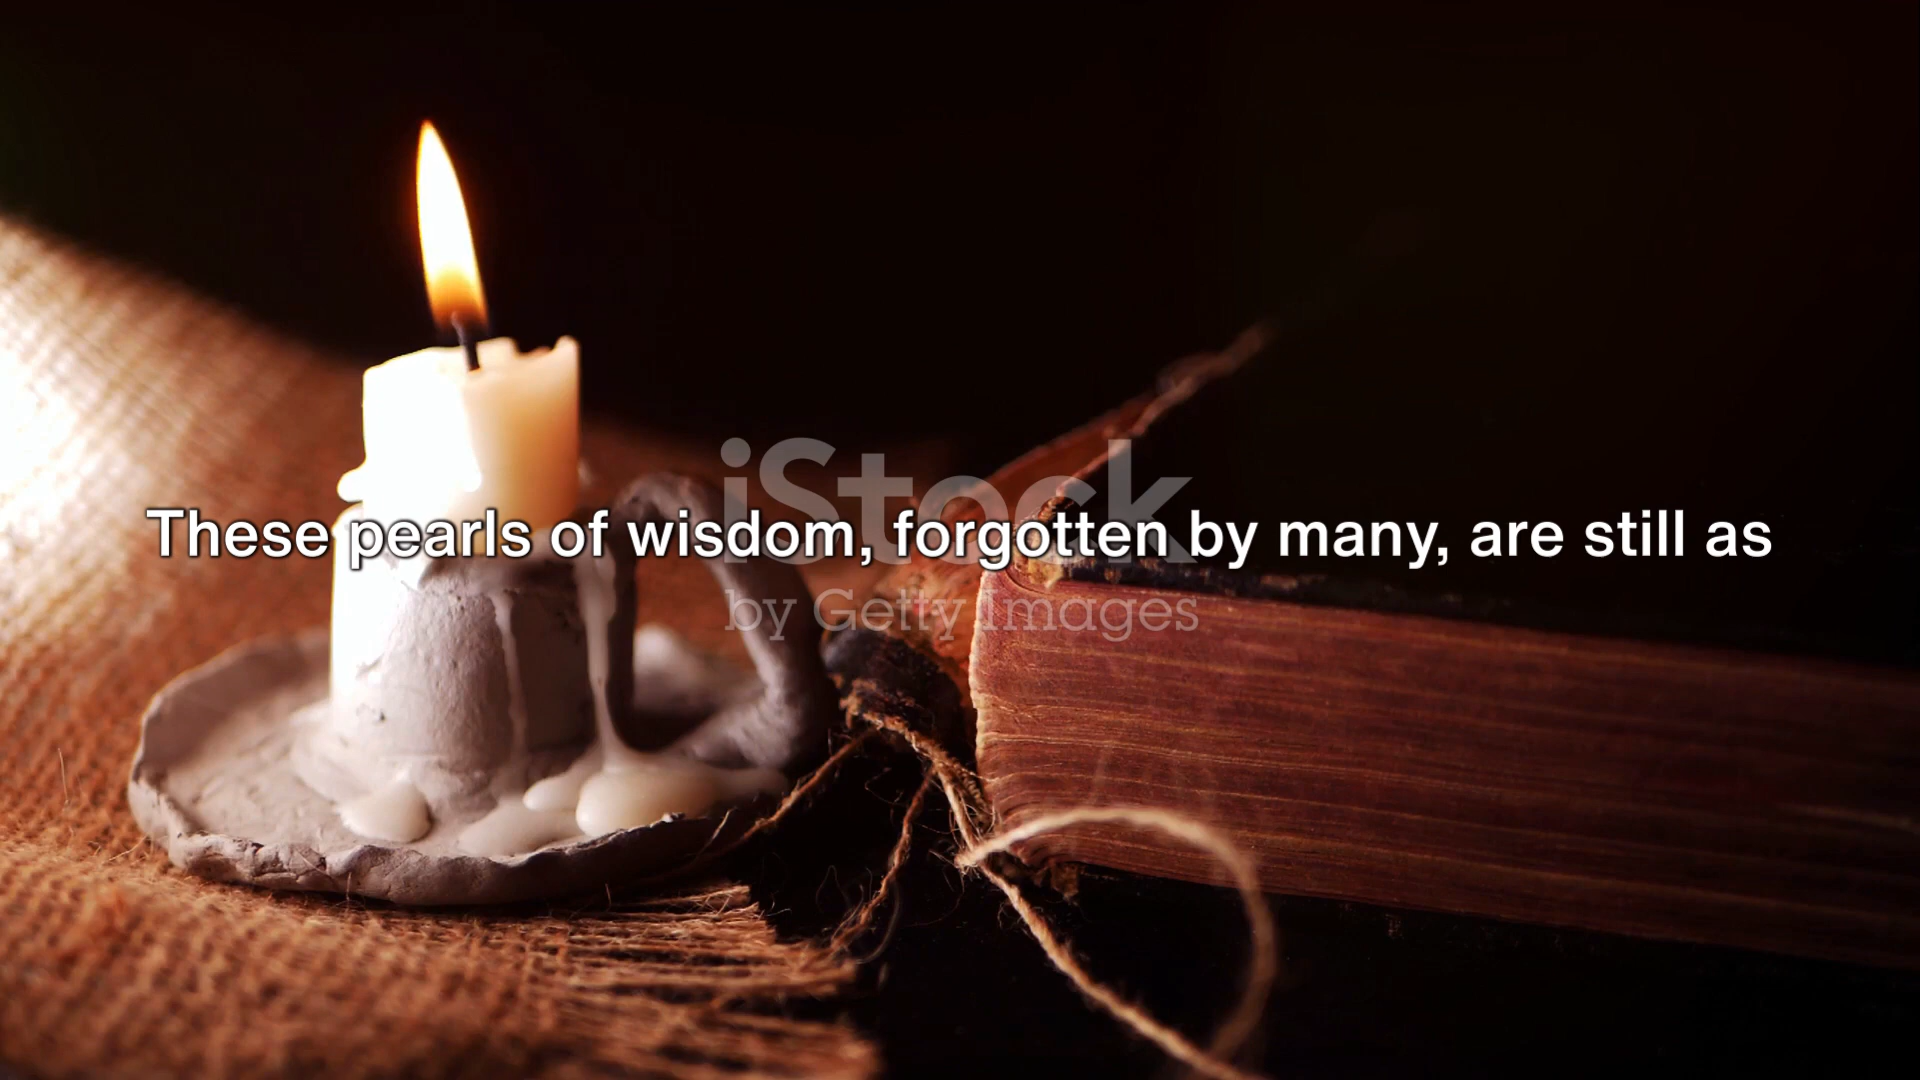 iStock
These pearls of wisdom, forgotten by many, are still as
by Getty Images